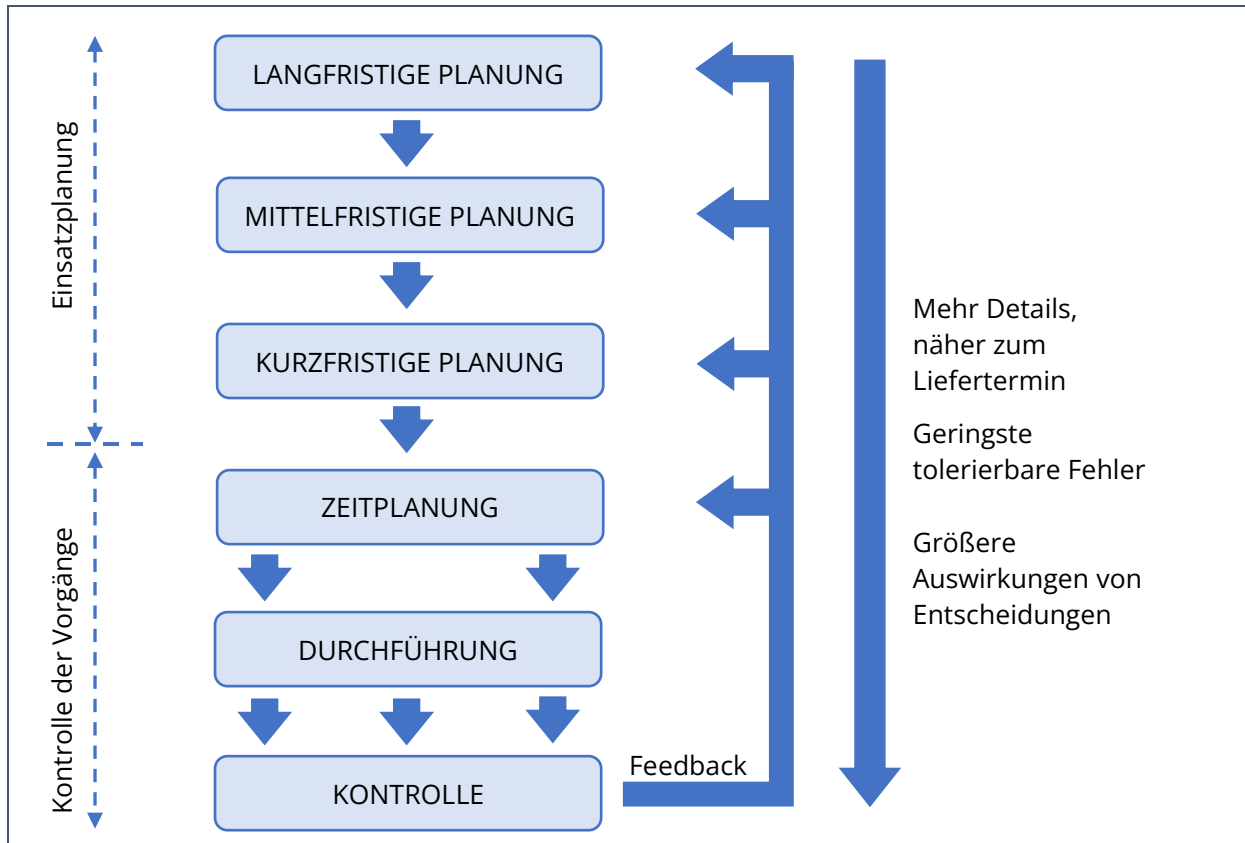 LANGFRISTIGE PLANUNG
MITTELFRISTIGE PLANUNG
KURZFRISTIGE PLANUNG
ZEITPLANUNG
DURCHFÜHRUNG
KONTROLLE
Einsatzplanung
Kontrolle der Vorgänge
Feedback
Mehr Details,
näher zum
Liefertermin
Geringste
tolerierbare Fehler
Größere
Auswirkungen von
Entscheidungen